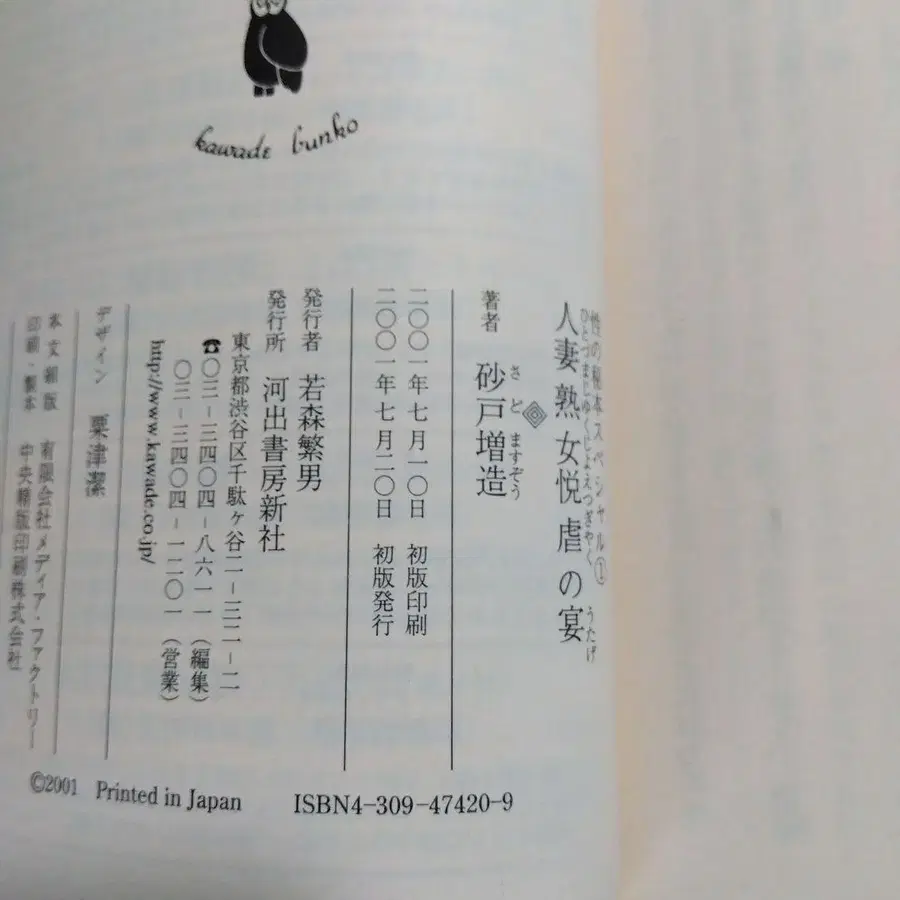 kawade bunko
性の秘本スペシャル①
人妻熟女悦虐の宴
ひとづまじゅくじょえつぎゃく うたげ
著者 砂戸増造
さど ますぞう
二〇〇一年七月一〇日 初版印刷
二〇〇一年七月二〇日 初版発行
発行者 若森繁男
発行所 河出書房新社
東京都渋谷区千駄ヶ谷二－三二－二
☎〇三－三四〇四－八六一一（編集）
〇三－三四〇四－一二〇一（営業）
http://www.kawade.co.jp/
デザイン 粟津潔
本文組版 有限会社メディア・ファクトリー
印刷・製本 中央精版印刷株式会社
©2001 Printed in Japan
ISBN4-309-47420-9